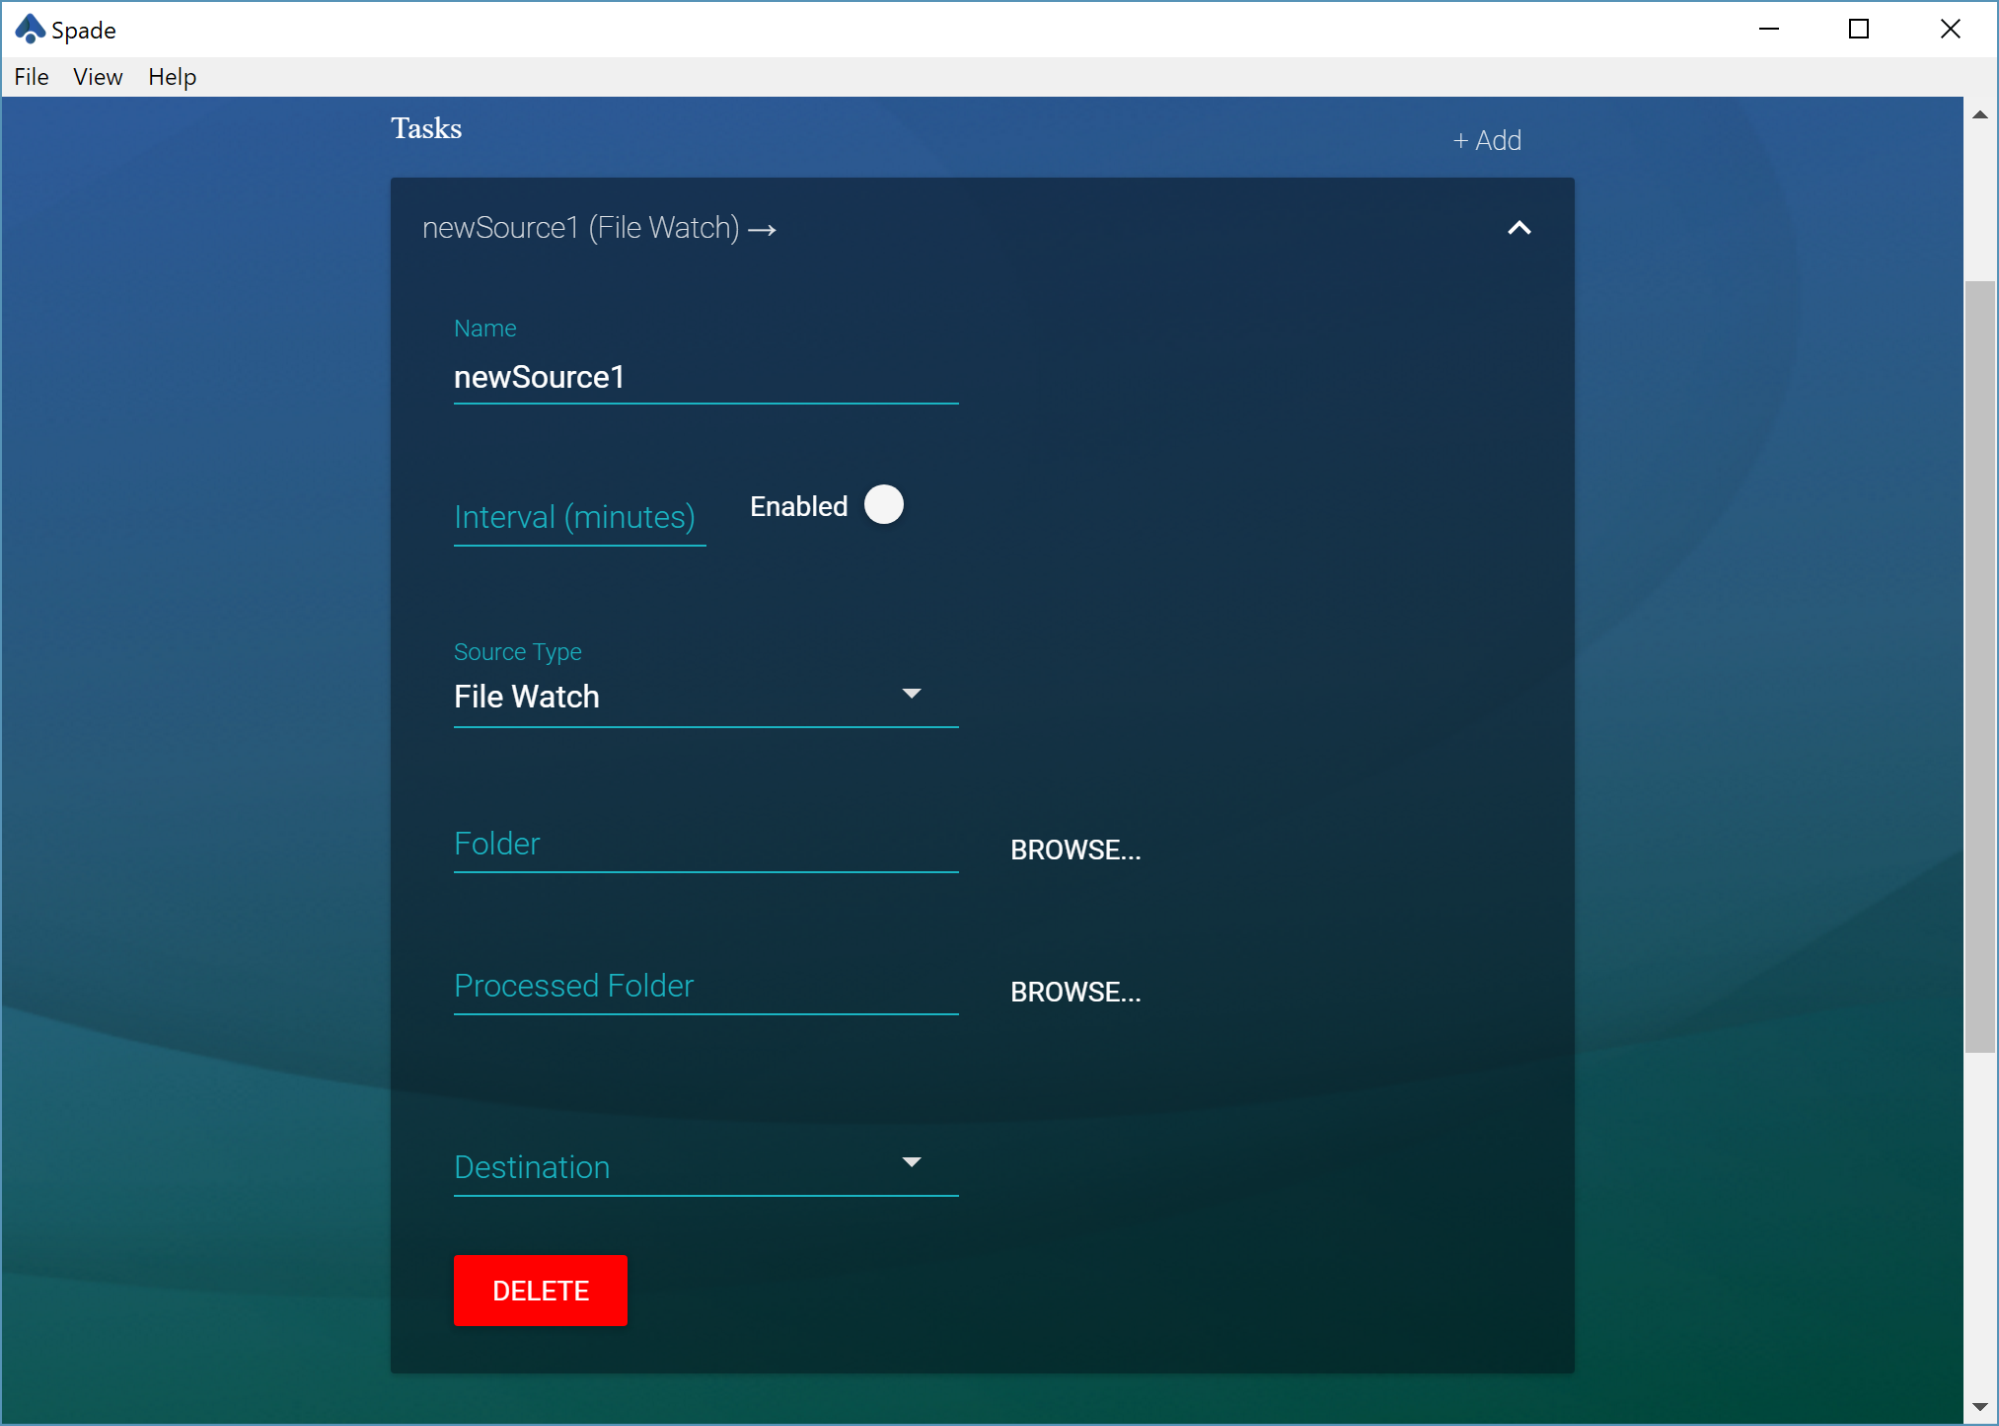 Spade
File View Help
Tasks
+ Add
newSource1 (File Watch) →
Name
newSource1
Interval (minutes)
Enabled
Source Type
File Watch
Folder
BROWSE...
Processed Folder
BROWSE...
Destination
DELETE